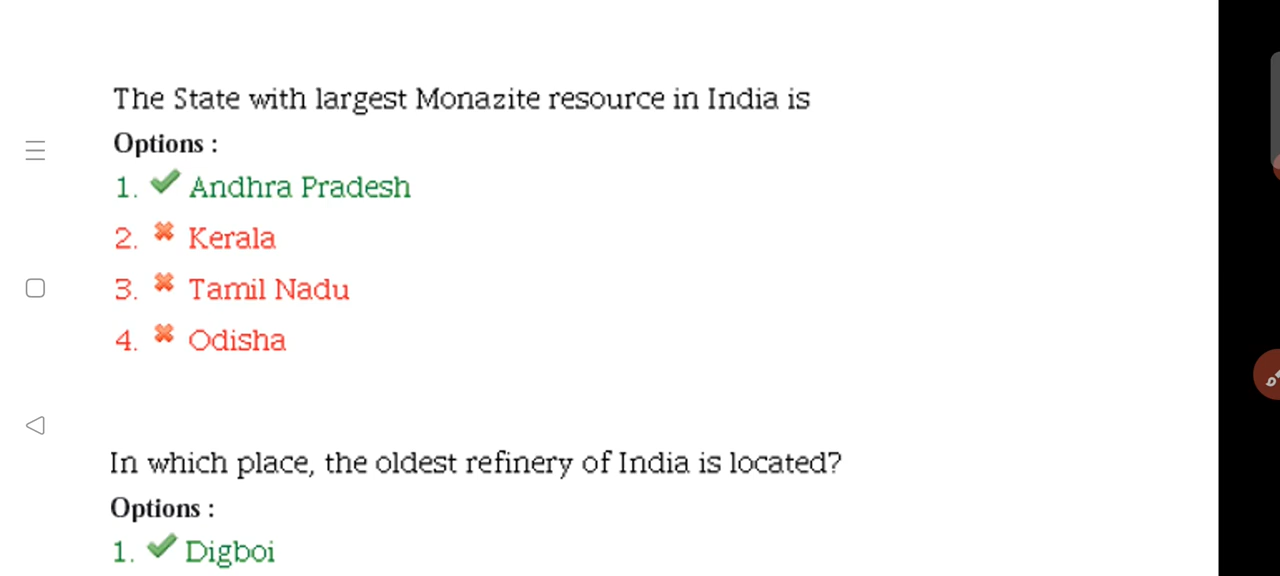 The State with largest Monazite resource in India is
Options :
1. Andhra Pradesh
2. Kerala
3. Tamil Nadu
4. Odisha
In which place, the oldest refinery of India is located?
Options :
1. Digboi